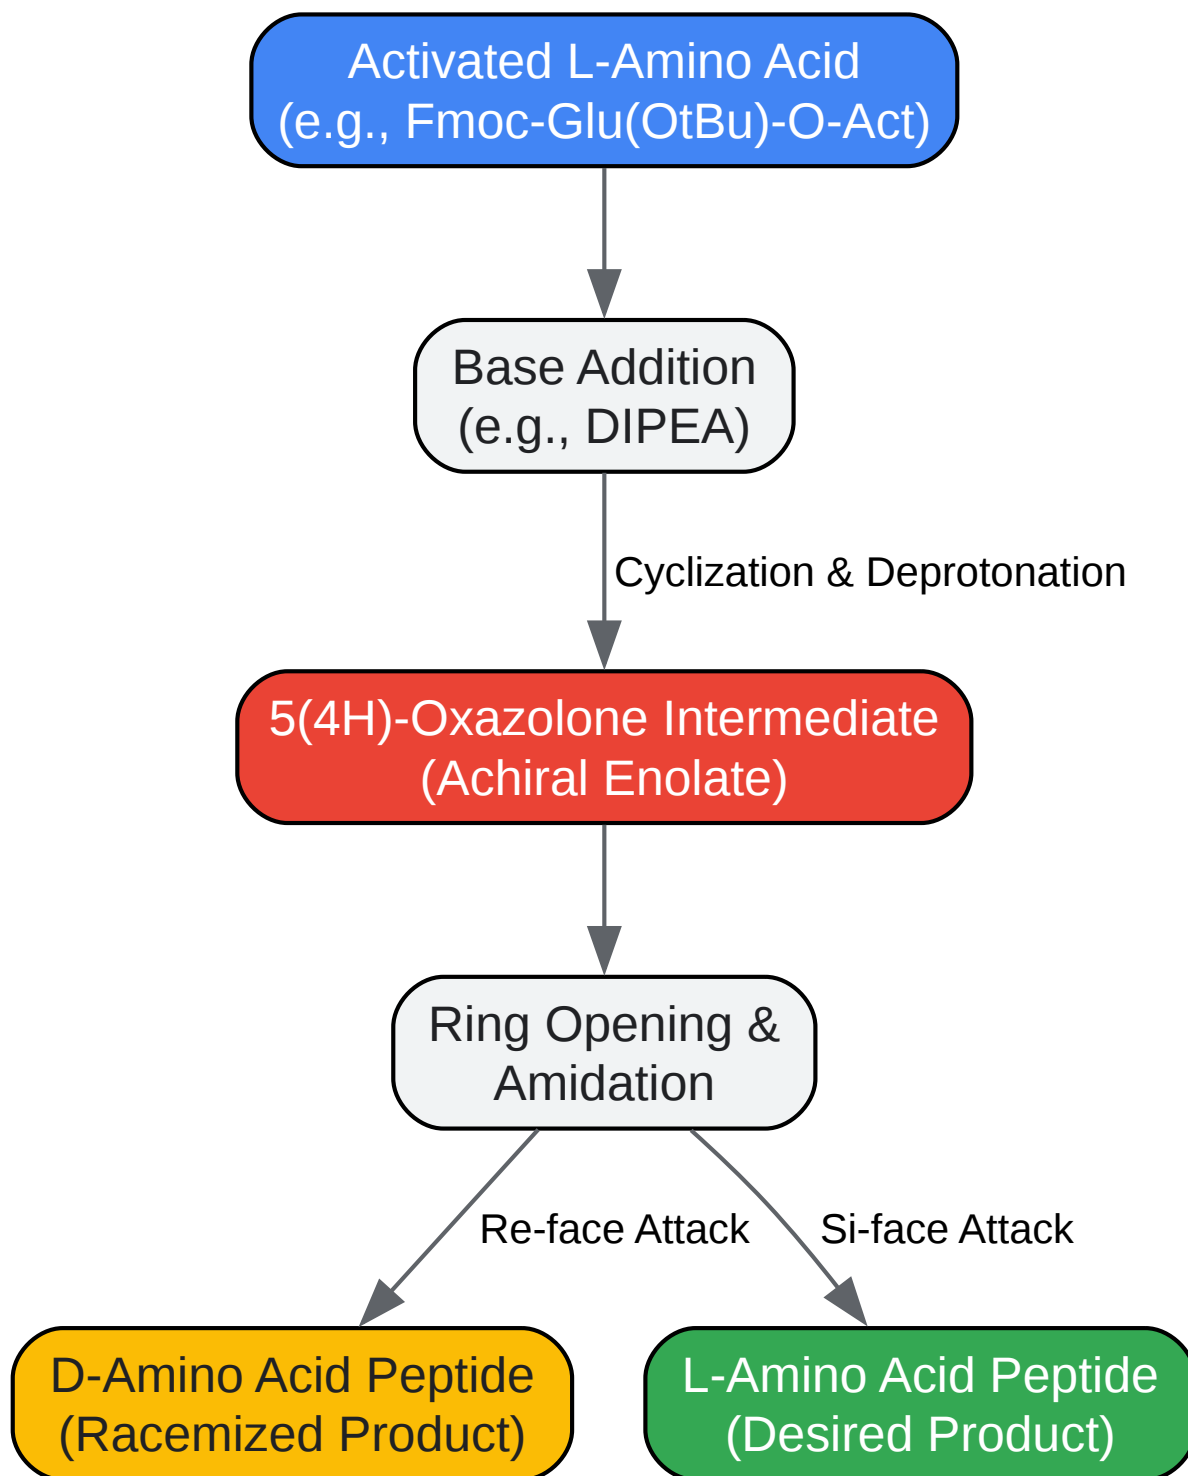 Activated L-Amino Acid
(e.g., Fmoc-Glu(OtBu)-O-Act)
Base Addition
(e.g., DIPEA)
Cyclization & Deprotonation
5(4H)-Oxazolone Intermediate
(Achiral Enolate)
Ring Opening &
Amidation
Re-face Attack
Si-face Attack
D-Amino Acid Peptide
(Racemized Product)
L-Amino Acid Peptide
(Desired Product)